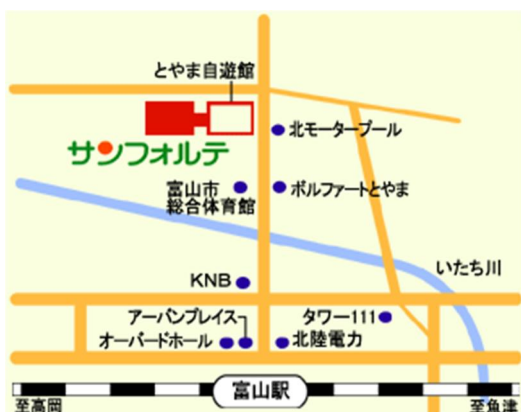 とやま自遊館
北モータープール
サンフォルテ
富山市
総合体育館
ボルファートとやま
いたち川
KNB
アーバンプレイス
タワー111
オーバードホール
北陸電力
富山駅
至高岡
至魚津